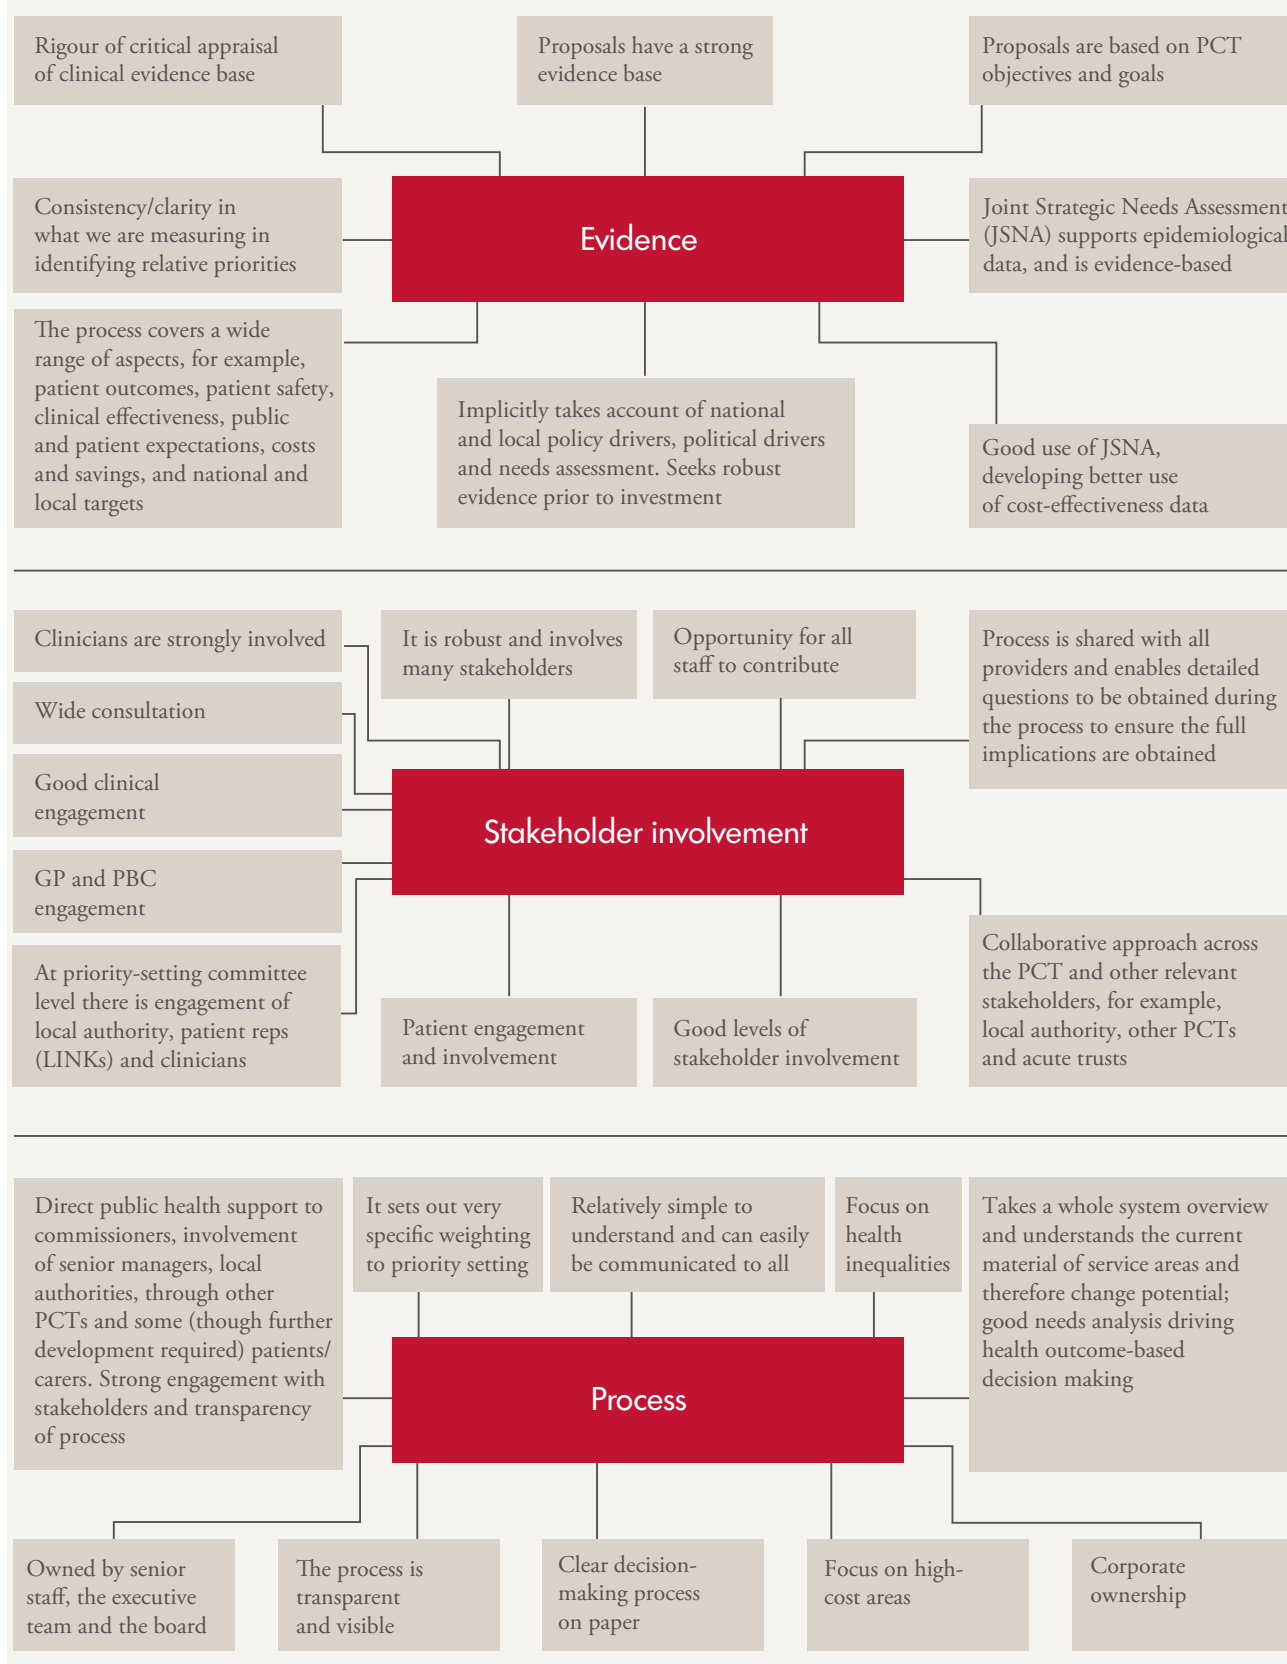 Rigour of critical appraisal
of clinical evidence base
Proposals have a strong
evidence base
Proposals are based on PCT
objectives and goals
Consistency/clarity in
what we are measuring in
identifying relative priorities
Evidence
Joint Strategic Needs Assessment
(JSNA) supports epidemiological
data, and is evidence-based
The process covers a wide
range of aspects, for example,
patient outcomes, patient safety,
clinical effectiveness, public
and patient expectations, costs
and savings, and national and
local targets
Implicitly takes account of national
and local policy drivers, political drivers
and needs assessment. Seeks robust
evidence prior to investment
Good use of JSNA,
developing better use
of cost-effectiveness data
Clinicians are strongly involved
It is robust and involves
many stakeholders
Opportunity for all
staff to contribute
Process is shared with all
providers and enables detailed
questions to be obtained during
the process to ensure the full
implications are obtained
Wide consultation
Good clinical
engagement
Stakeholder involvement
GP and PBC
engagement
At priority-setting committee
level there is engagement of
local authority, patient reps
(LINKs) and clinicians
Patient engagement
and involvement
Good levels of
stakeholder involvement
Collaborative approach across
the PCT and other relevant
stakeholders, for example,
local authority, other PCTs
and acute trusts
Direct public health support to
commissioners, involvement
of senior managers, local
authorities, through other
PCTs and some (though further
development required) patients/
carers. Strong engagement with
stakeholders and transparency
of process
It sets out very
specific weighting
to priority setting
Relatively simple to
understand and can easily
be communicated to all
Focus on
health
inequalities
Takes a whole system overview
and understands the current
material of service areas and
therefore change potential;
good needs analysis driving
health outcome-based
decision making
Process
Owned by senior
staff, the executive
team and the board
The process is
transparent
and visible
Clear decision-
making process
on paper
Focus on high-
cost areas
Corporate
ownership